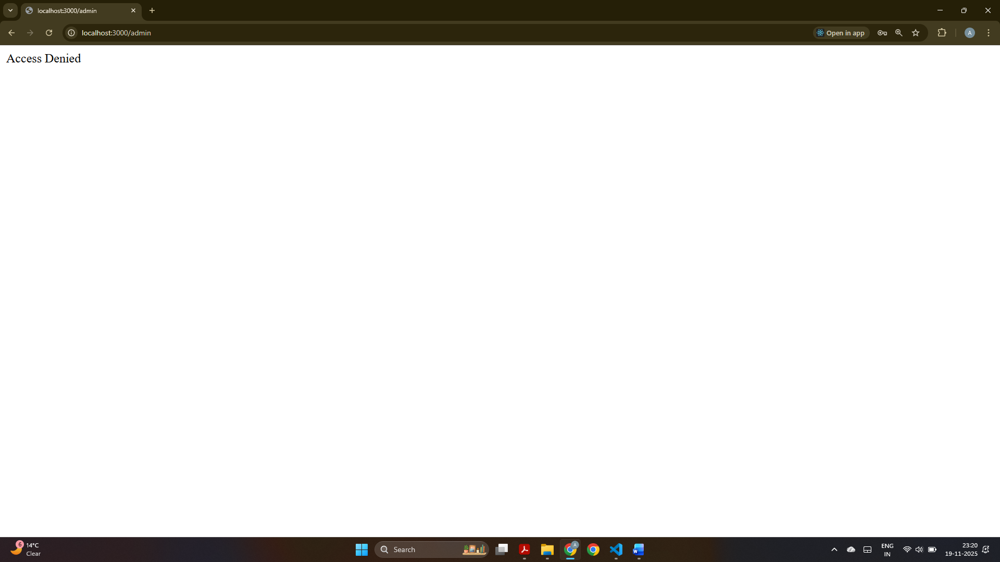 localhost:3000/admin
localhost:3000/admin
Open in app
A
Access Denied
6
14°C
Clear
Search
A
W
ENG
IN
23:20
19-11-2025